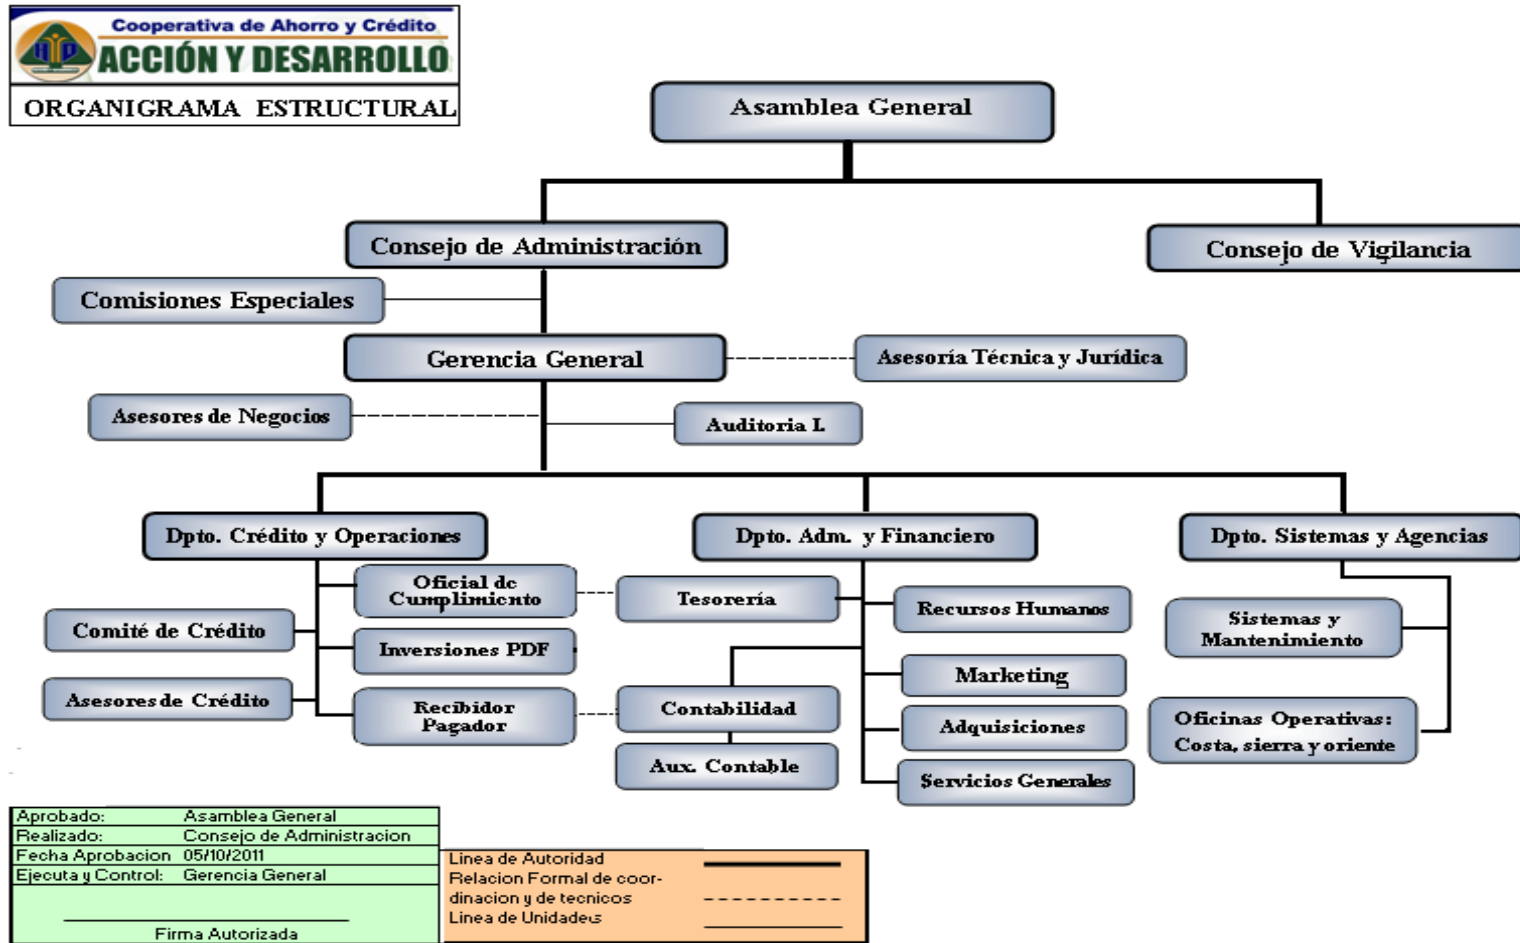 Cooperativa de Ahorro y Crédito
ACCIÓN Y DESARROLLO
ORGANIGRAMA ESTRUCTURAL
Asamblea General
Consejo de Administración
Consejo de Vigilancia
Comisiones Especiales
Gerencia General
Asesoría Técnica y Jurídica
Asesores de Negocios
Auditoria I.
Dpto. Crédito y Operaciones
Dpto. Adm. y Financiero
Dpto. Sistemas y Agencias
Oficial de
Cumplimiento
Tesorería
Recursos Humanos
Sistemas y
Mantenimiento
Comité de Crédito
Inversiones PDF
Marketing
Asesores de Crédito
Recibidor
Pagador
Contabilidad
Adquisiciones
Oficinas Operativas:
Costa, sierra y oriente
Aux. Contable
Servicios Generales
Aprobado: Asamblea General
Realizado: Consejo de Administracion
Fecha Aprobacion 05/10/2011
Ejecuta y Control: Gerencia General
Firma Autorizada
Linea de Autoridad
Relacion Formal de coor-
dinacion y de tecnicos
Linea de Unidades